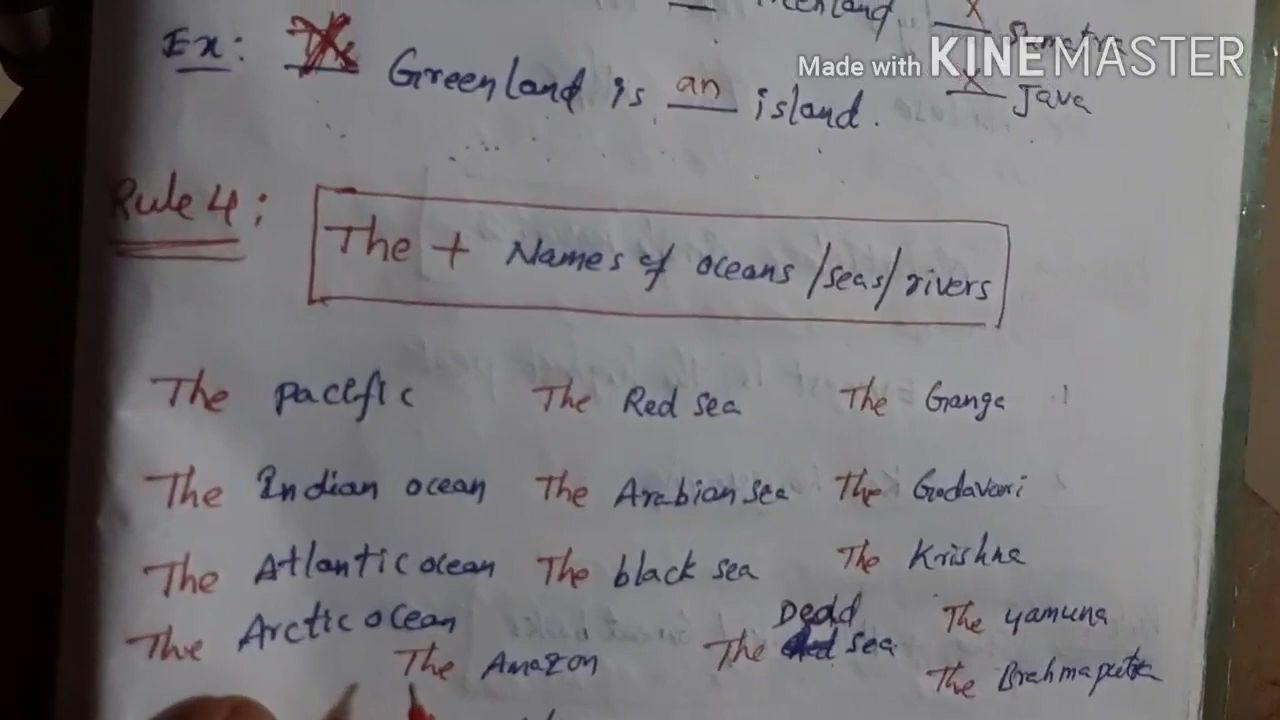 Sumatra
Made with KINEMASTER
Ex: Greenland is an island.
X Java
Rule 4:
The + Names of oceans/seas/rivers
The pacific The Red sea The Ganga
The Indian ocean The Arabian sea The Godavari
The Atlantic ocean The black sea The Krishna
The Arctic ocean The Dead sea The yamuna
The Amazon The Brahmaputra